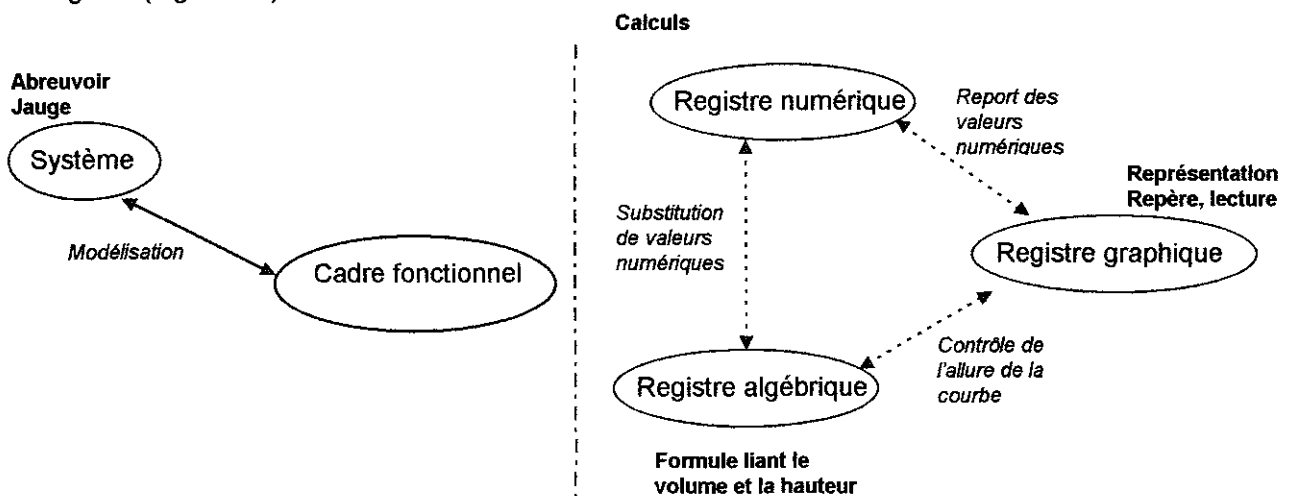 Calculs
Abreuvoir
Jauge
Système
Modélisation
Cadre fonctionnel
Registre numérique
Report des
valeurs
numériques
Représentation
Repère, lecture
Substitution
de valeurs
numériques
Registre graphique
Contrôle de
l'allure de la
courbe
Registre algébrique
Formule liant le
volume et la hauteur